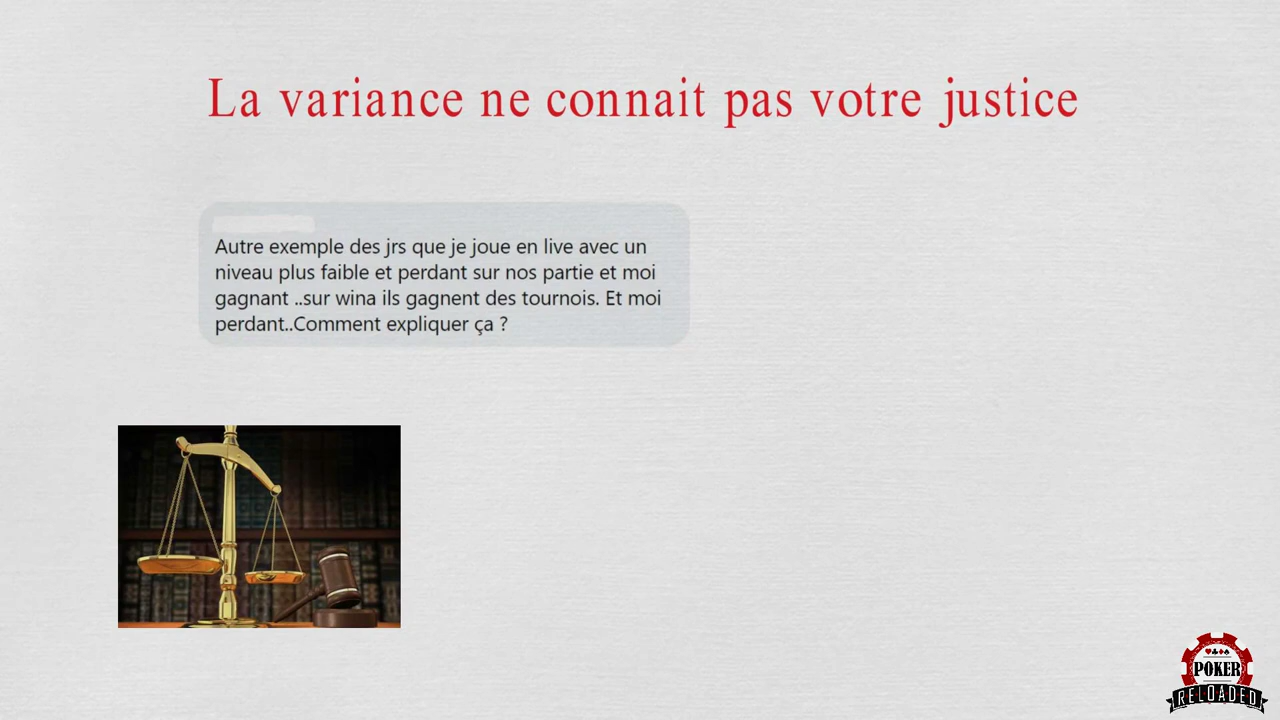 La variance ne connait pas votre justice
Autre exemple des jrs que je joue en live avec un
niveau plus faible et perdant sur nos partie et moi
gagnant ..sur wina ils gagnent des tournois. Et moi
perdant..Comment expliquer ça ?
POKER
RELOADED